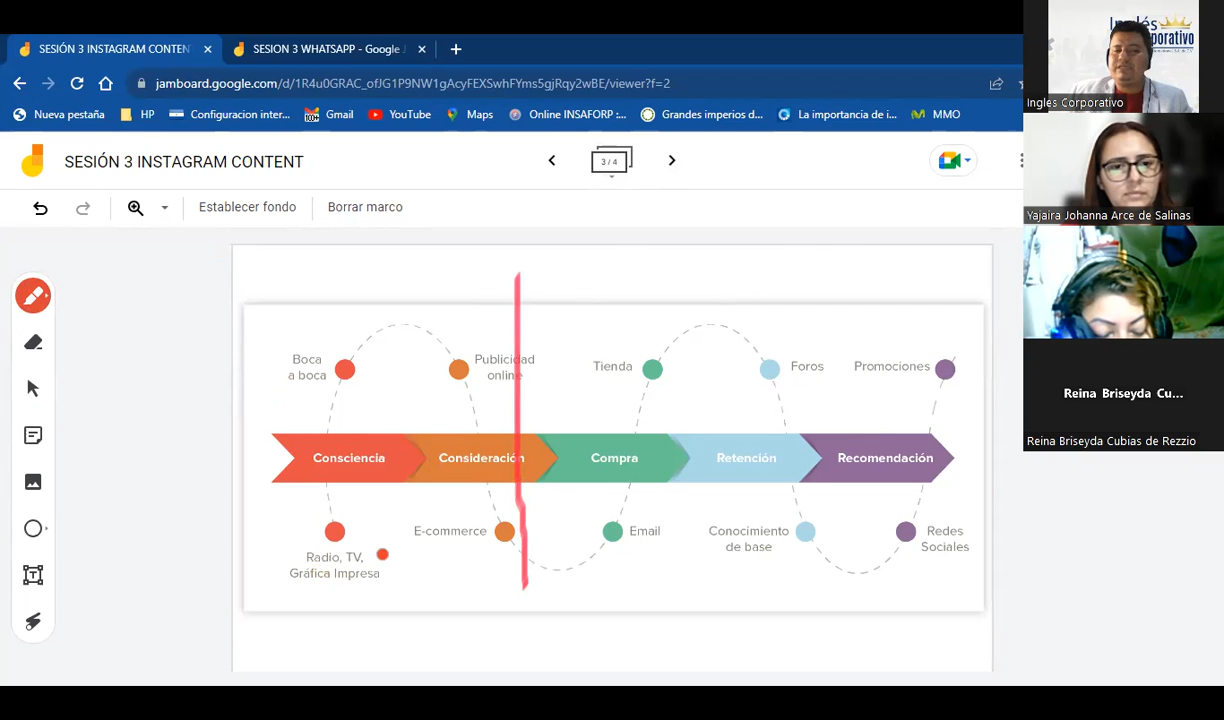 SESIÓN 3 INSTAGRAM CONTEN
SESION 3 WHATSAPP - Google J
jamboard.google.com/d/1R4u0GRAC_ofJG1P9NW1gAcyFEXSwhFYms5gjRqy2wBE/viewer?f=2
Nueva pestaña
HP
Configuracion inter...
Gmail
YouTube
Maps
Online INSAFORP :...
Grandes imperios d...
La importancia de i...
MMO
SESIÓN 3 INSTAGRAM CONTENT
3 / 4
Establecer fondo
Borrar marco
Boca
a boca
Publicidad
online
Tienda
Foros
Promociones
Consciencia
Consideración
Compra
Retención
Recomendación
Radio, TV,
Gráfica Impresa
E-commerce
Email
Conocimiento
de base
Redes
Sociales
Inglés Corporativo
Yajaira Johanna Arce de Salinas
Reina Briseyda Cu...
Reina Briseyda Cubias de Rezzio